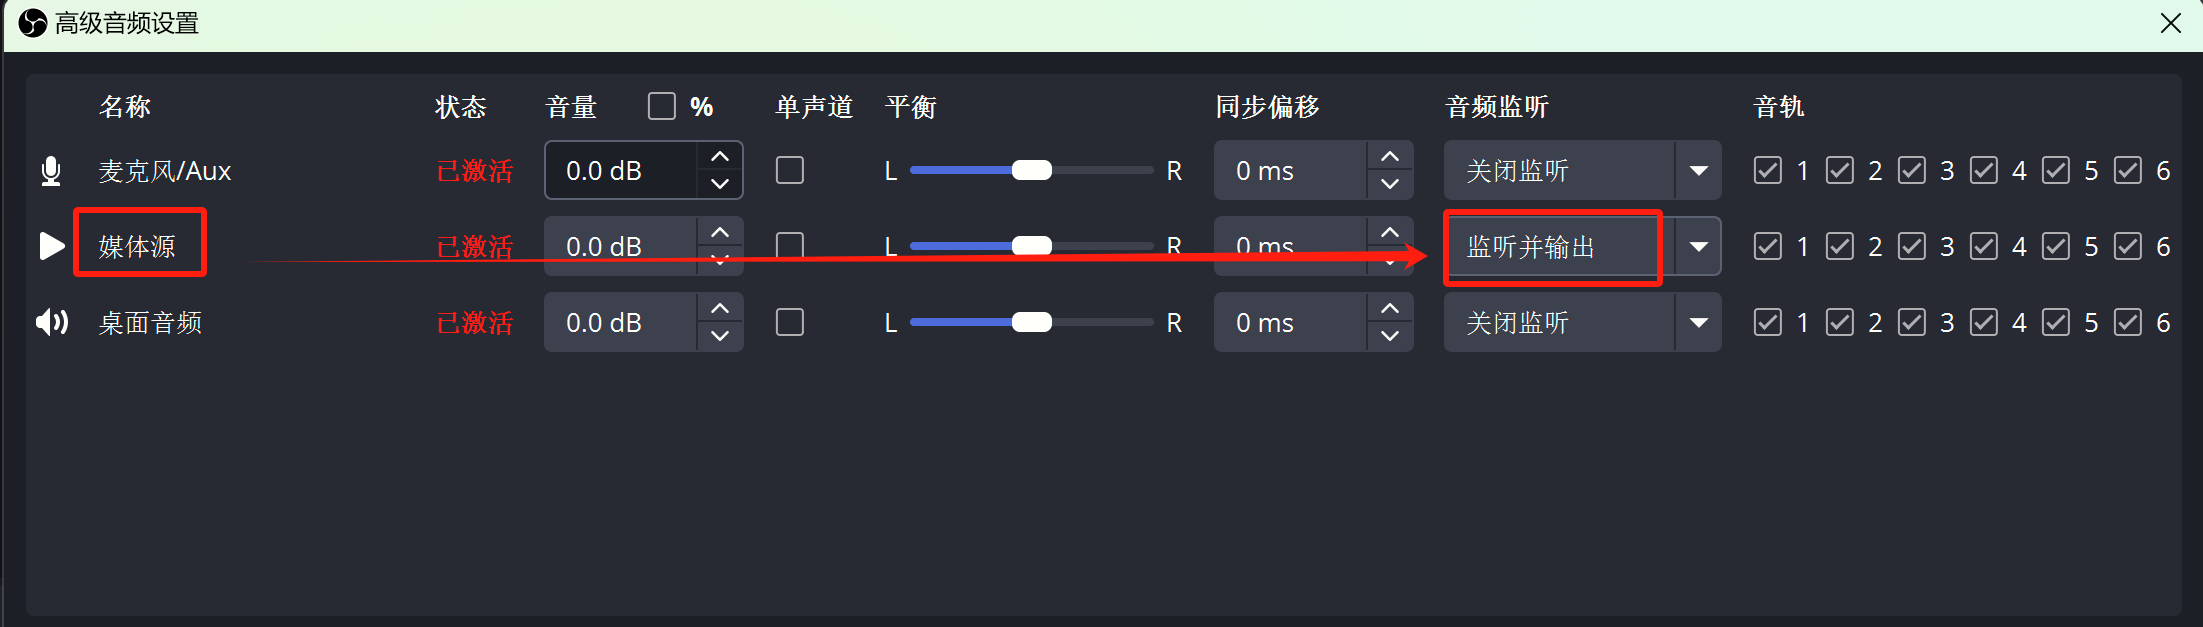 高级音频设置
名称 状态 音量 % 单声道 平衡 同步偏移 音频监听 音轨
麦克风/Aux 已激活 0.0 dB L R 0 ms 关闭监听 1 2 3 4 5 6
媒体源 已激活 0.0 dB L R 0 ms 监听并输出 1 2 3 4 5 6
桌面音频 已激活 0.0 dB L R 0 ms 关闭监听 1 2 3 4 5 6